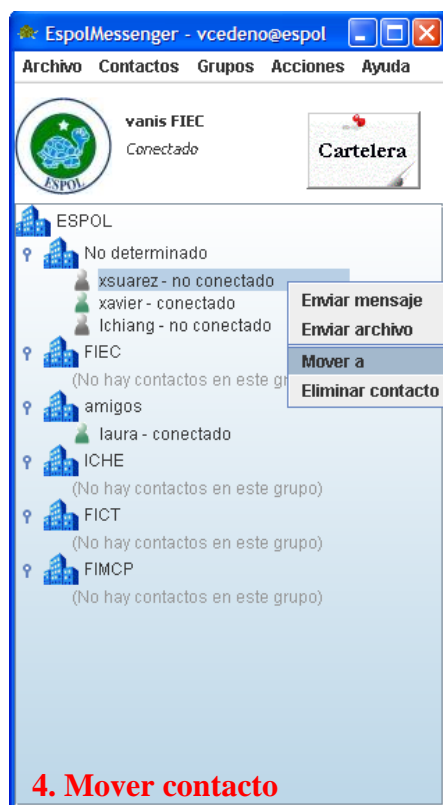 EspolMessenger - vcedeno@espol
Archivo Contactos Grupos Acciones Ayuda
vanis FIEC
Conectado
Cartelera
ESPOL
ESPOL
No determinado
xsuarez - no conectado
xavier - conectado
lchiang - no conectado
Enviar mensaje
Enviar archivo
Mover a
Eliminar contacto
FIEC
(No hay contactos en este gr
amigos
laura - conectado
ICHE
(No hay contactos en este grupo)
FICT
(No hay contactos en este grupo)
FIMCP
(No hay contactos en este grupo)
4. Mover contacto